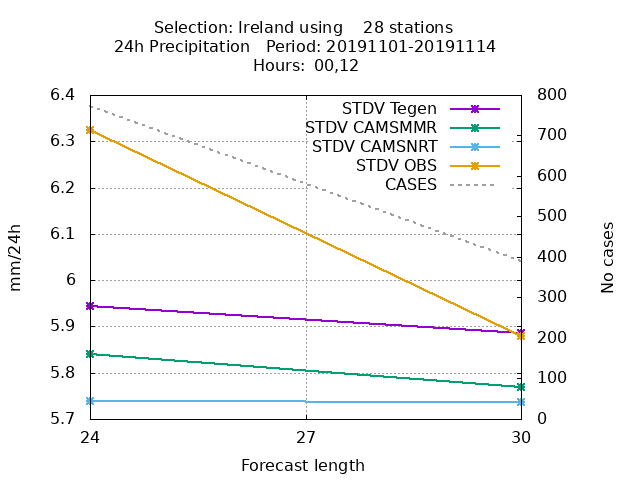 Selection: Ireland using    28 stations
24h Precipitation   Period: 20191101-20191114
Hours:  00,12
6.4
6.3
6.2
6.1
6
5.9
5.8
5.7
mm/24h
STDV Tegen
STDV CAMSMMR
STDV CAMSNRT
STDV OBS
CASES
800
700
600
500
400
300
200
100
0
No cases
24
27
30
Forecast length